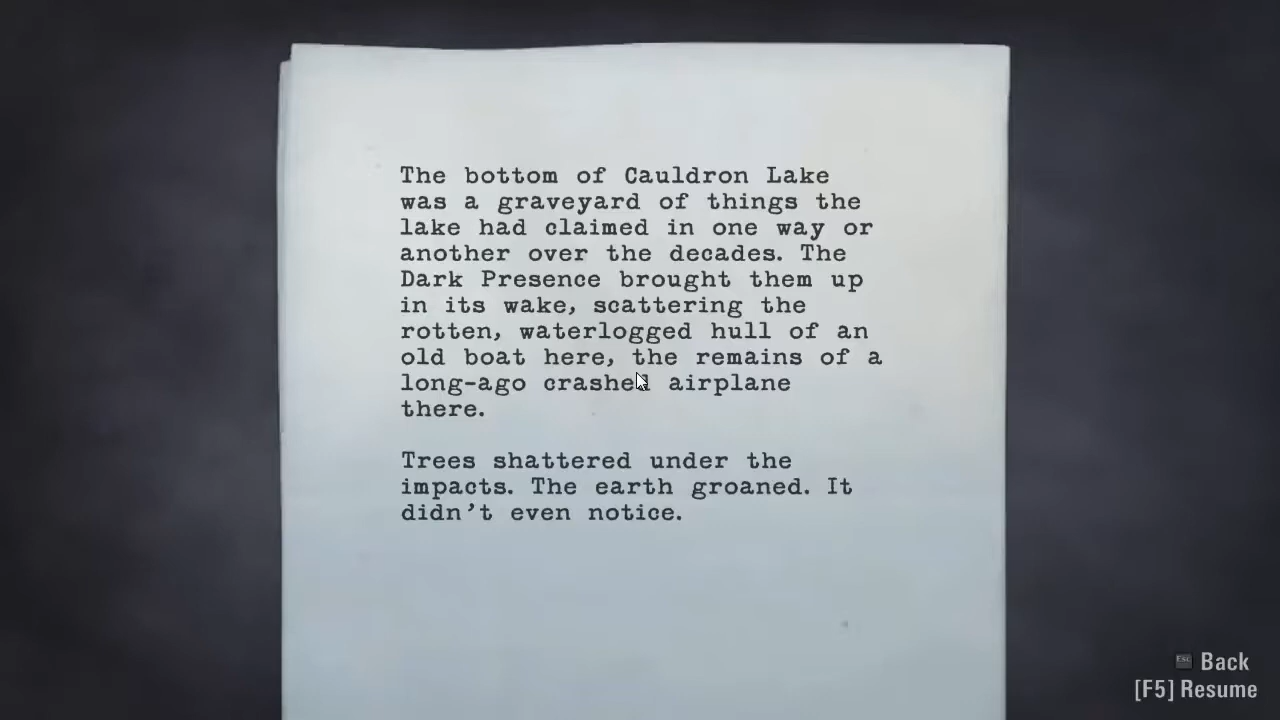 The bottom of Cauldron Lake
was a graveyard of things the
lake had claimed in one way or
another over the decades. The
Dark Presence brought them up
in its wake, scattering the
rotten, waterlogged hull of an
old boat here, the remains of a
long-ago crashed airplane
there.
Trees shattered under the
impacts. The earth groaned. It
didn't even notice.
ESC Back
[F5] Resume